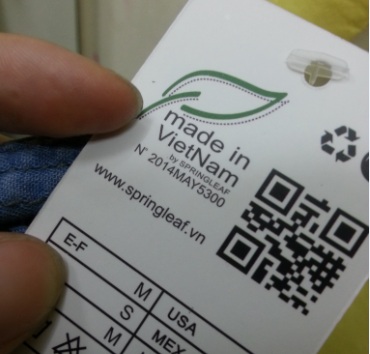 made in
VietNam
by SPRINGLEAF
N° 2014MAY5300
www.springleaf.vn
E-F M USA
S MEX
M